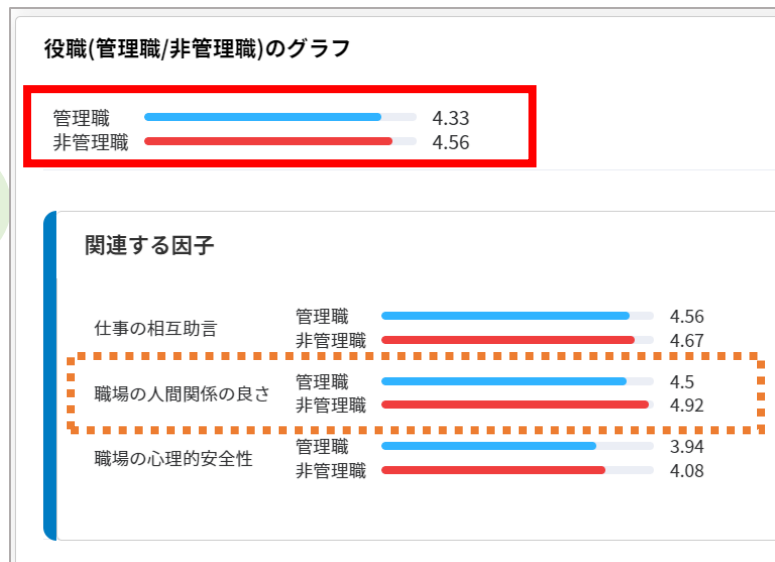 役職(管理職/非管理職)のグラフ
管理職 4.33
非管理職 4.56
関連する因子
仕事の相互助言
管理職 4.56
非管理職 4.67
職場の人間関係の良さ
管理職 4.5
非管理職 4.92
職場の心理的安全性
管理職 3.94
非管理職 4.08